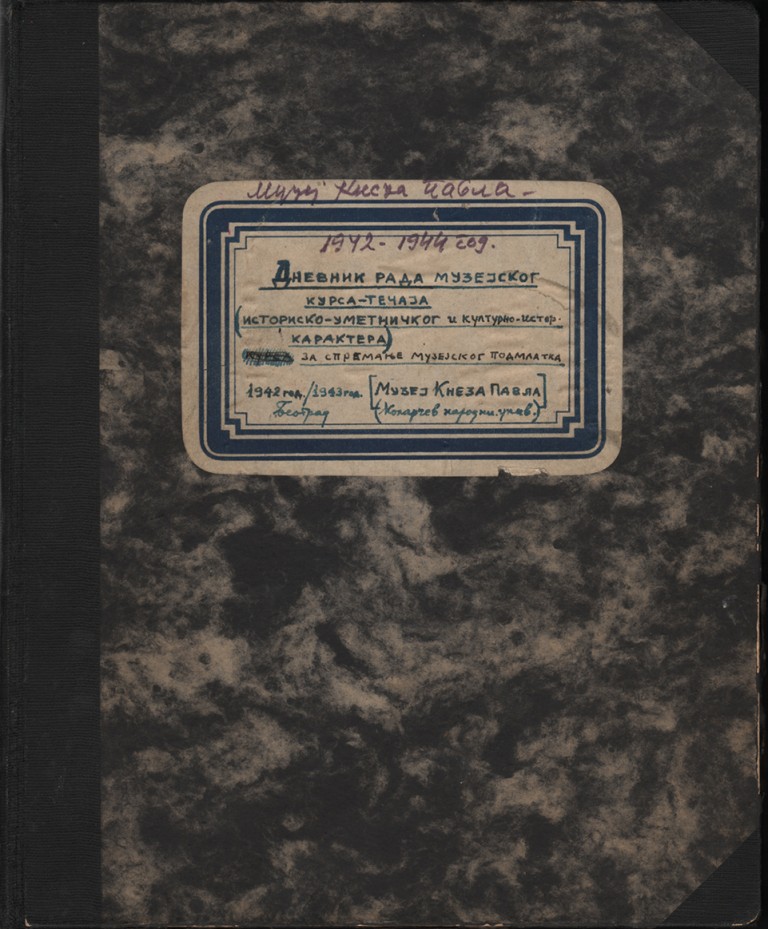 Музеј Кнеза Павла –
1942 - 1944 год.
ДНЕВНИК РАДА МУЗЕЈСКОГ
КУРСА-ТЕЧАЈА
(ИСТОРИСКО-УМЕТНИЧКОГ и културно-истор.
КАРАКТЕРА)
ЗА СПРЕМАЊЕ МУЗЕЈСКОГ ПОДМЛАТКА
1942 год./1943 год. [МУЗЕЈ КНЕЗА ПАВЛА]
Београд (Коларчев народни. унив.)